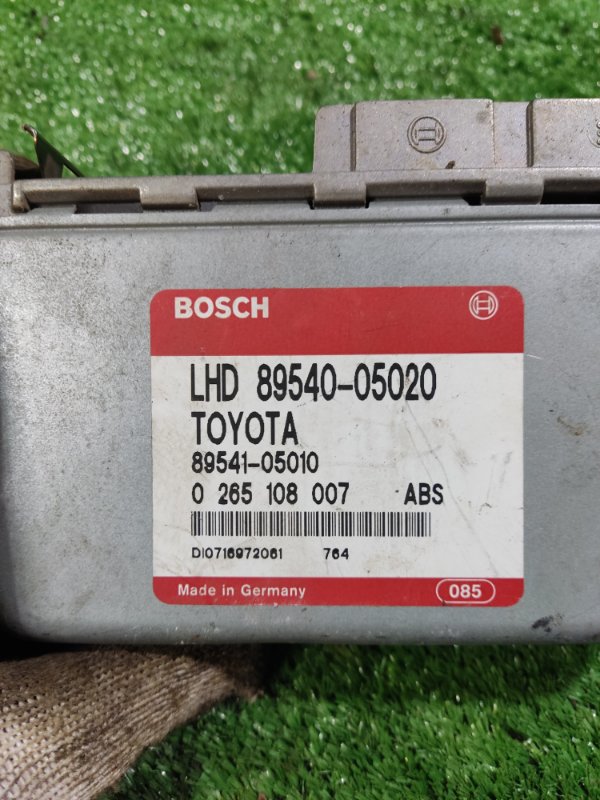 BOSCH
LHD 89540-05020
TOYOTA
89541-05010
0 265 108 007 ABS
DI0716972061 764
Made in Germany 085